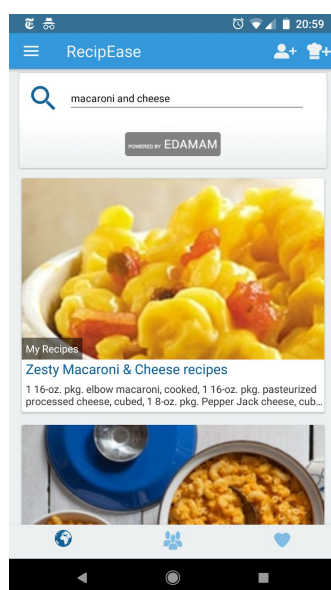 20:59
RecipEase
macaroni and cheese
POWERED BY EDAMAM
My Recipes
Zesty Macaroni & Cheese recipes
1 16-oz. pkg. elbow macaroni, cooked, 1 16-oz. pkg. pasteurized
processed cheese, cubed, 1 8-oz. pkg. Pepper Jack cheese, cub...